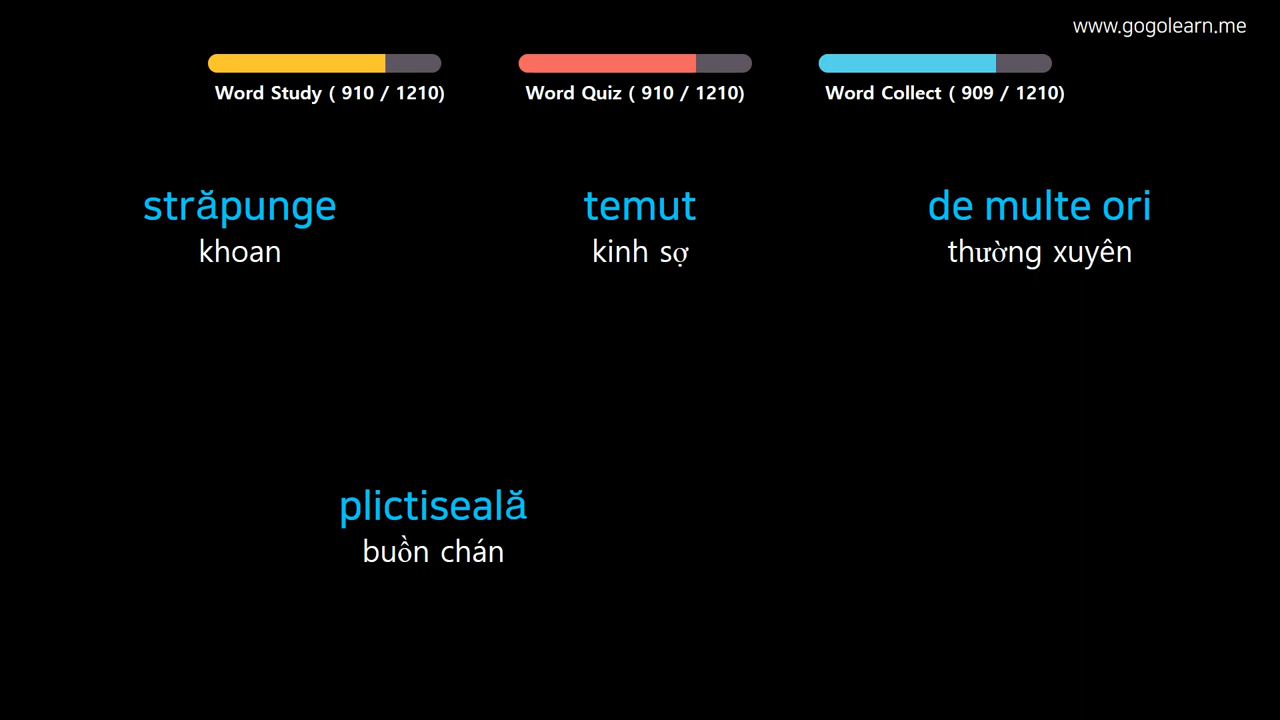 www.gogolearn.me
Word Study ( 910 / 1210)
Word Quiz ( 910 / 1210)
Word Collect ( 909 / 1210)
străpunge
khoan
temut
kinh sợ
de multe ori
thường xuyên
plictiseală
buồn chán